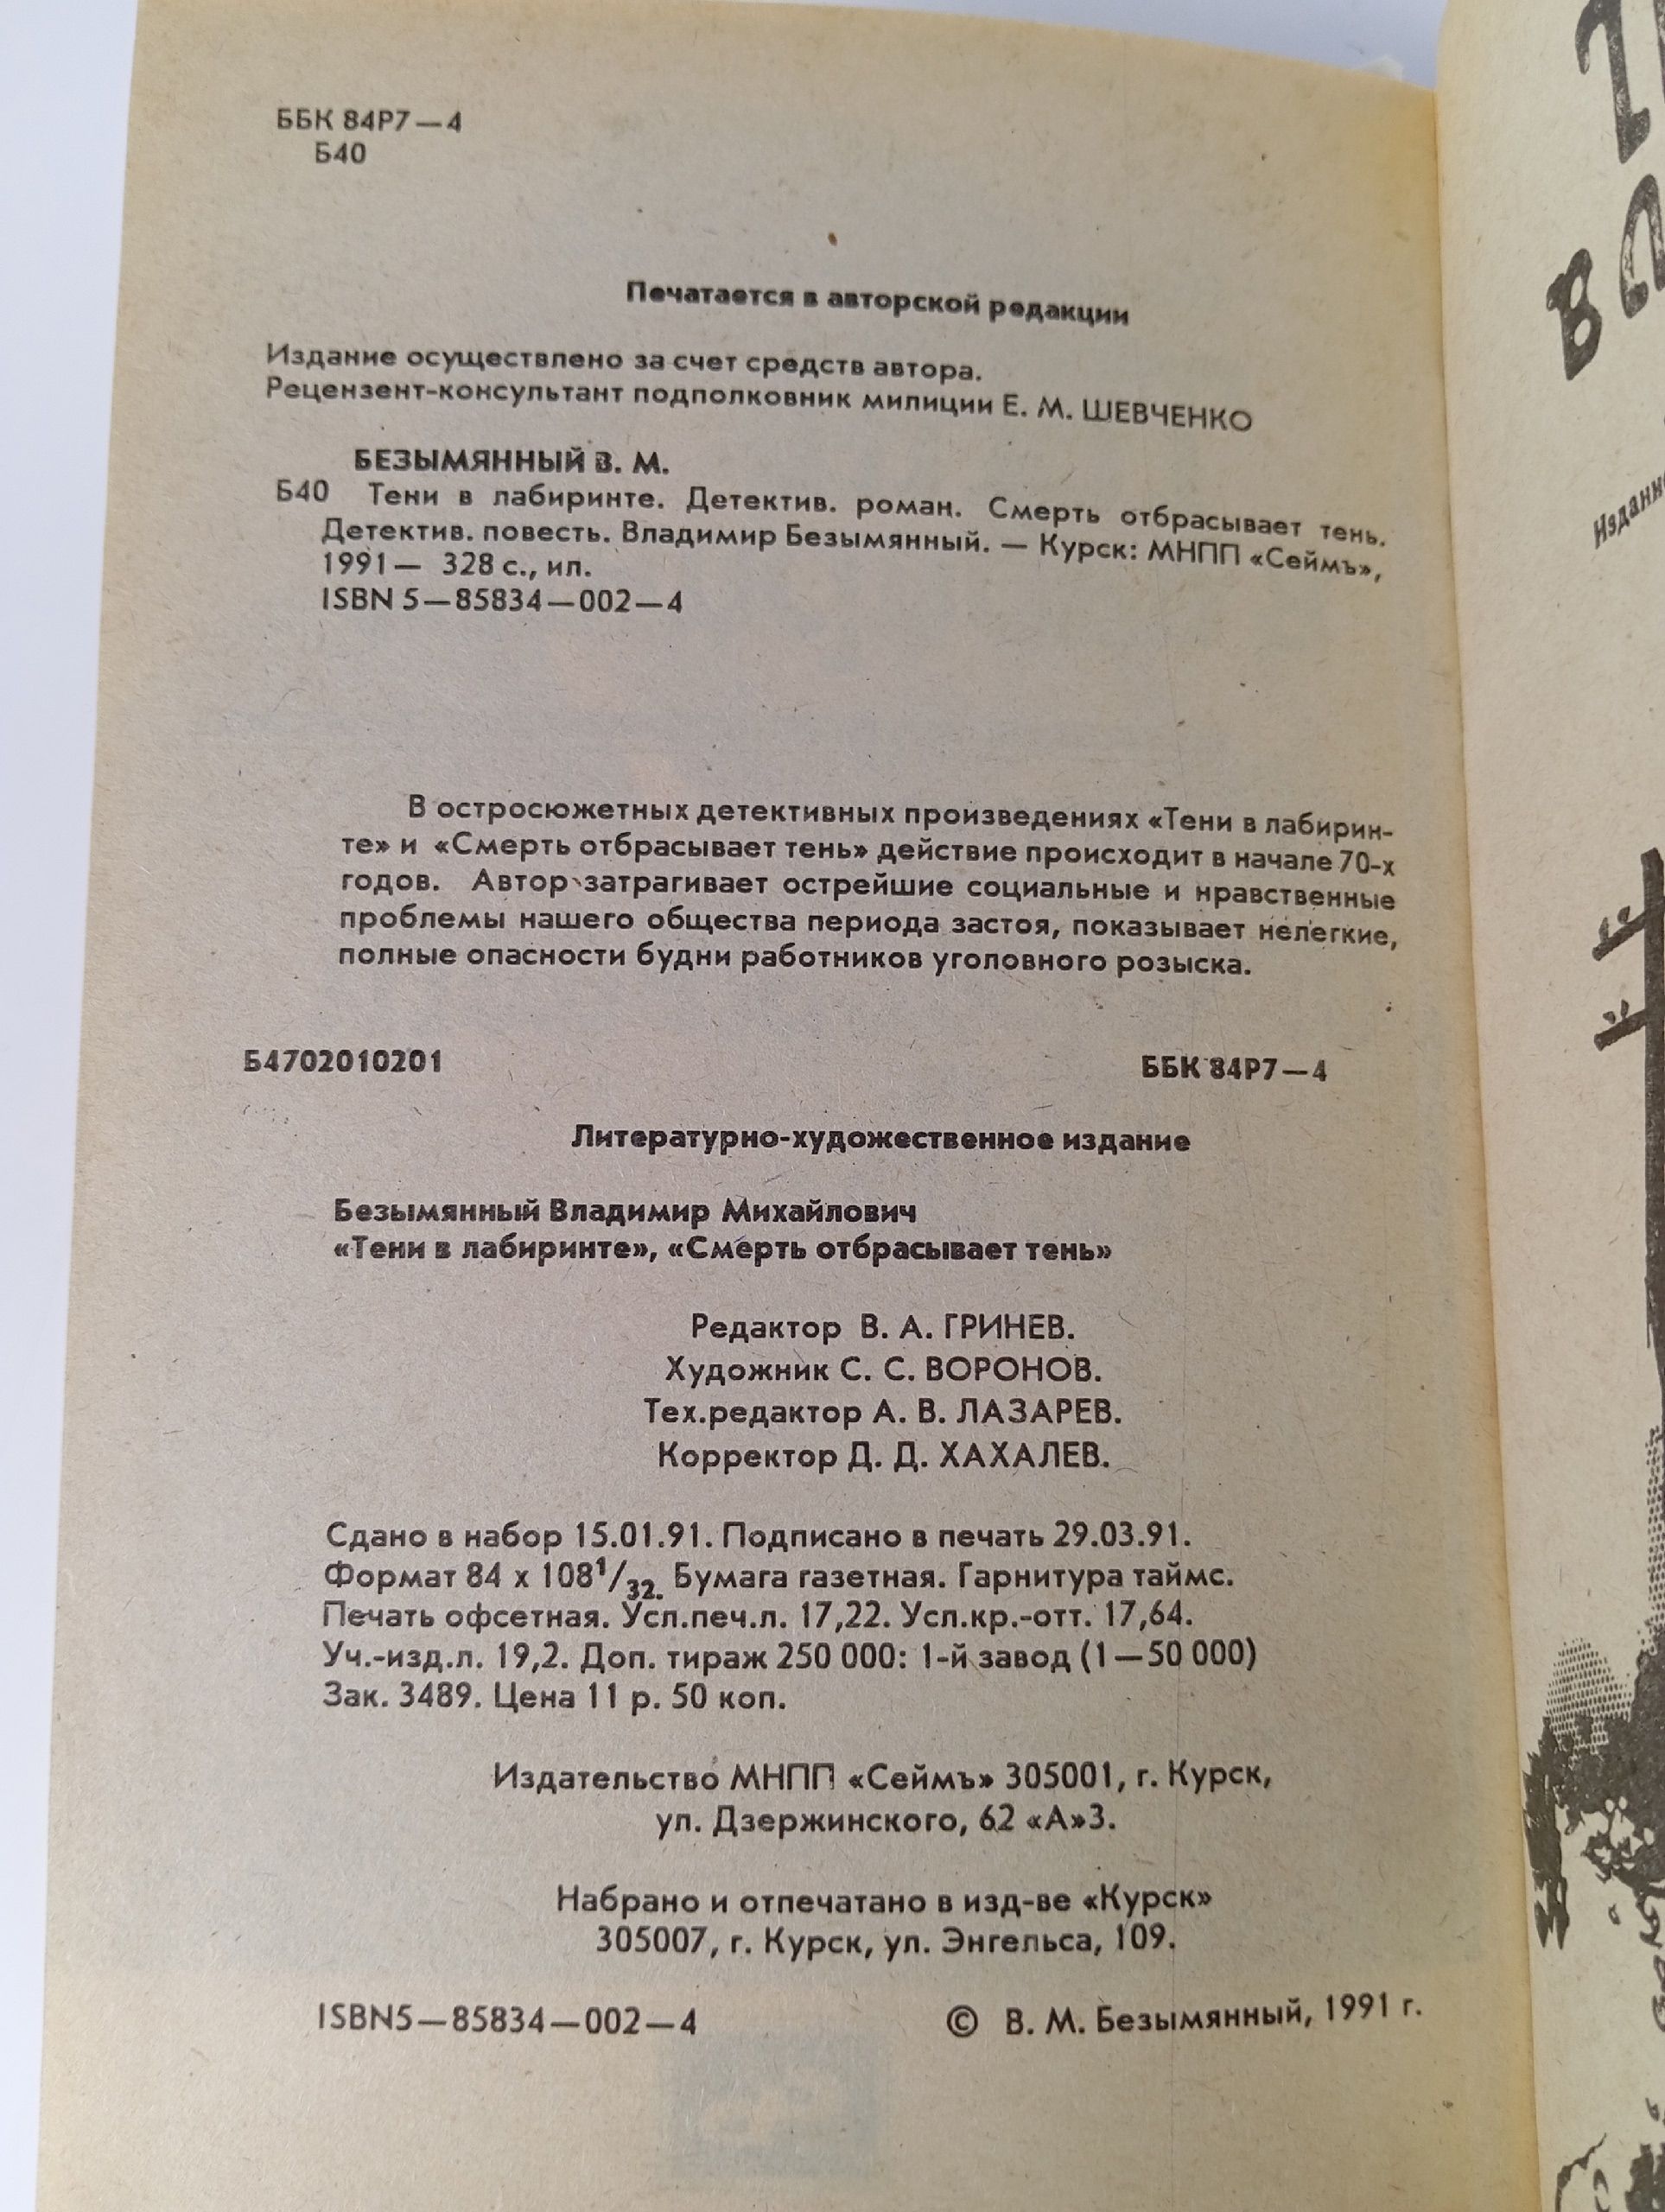 ББК 84Р7—4
Б40
Печатается в авторской редакции
Издание осуществлено за счет средств автора.
Рецензент-консультант подполковник милиции Е. М. ШЕВЧЕНКО
БЕЗЫМЯННЫЙ В. М.
Б40 Тени в лабиринте. Детектив. роман. Смерть отбрасывает тень.
Детектив. повесть. Владимир Безымянный. — Курск: МНПП «Сеймъ»,
1991— 328 с., ил.
ISBN 5—85834—002—4
В остросюжетных детективных произведениях «Тени в лабирин-
те» и «Смерть отбрасывает тень» действие происходит в начале 70-х
годов. Автор затрагивает острейшие социальные и нравственные
проблемы нашего общества периода застоя, показывает нелегкие,
полные опасности будни работников уголовного розыска.
Б4702010201 ББК 84Р7—4
Литературно-художественное издание
Безымянный Владимир Михайлович
«Тени в лабиринте», «Смерть отбрасывает тень»
Редактор В. А. ГРИНЕВ.
Художник С. С. ВОРОНОВ.
Тех.редактор А. В. ЛАЗАРЕВ.
Корректор Д. Д. ХАХАЛЕВ.
Сдано в набор 15.01.91. Подписано в печать 29.03.91.
Формат 84 х 108¹/₃₂. Бумага газетная. Гарнитура таймс.
Печать офсетная. Усл.печ.л. 17,22. Усл.кр.-отт. 17,64.
Уч.-изд.л. 19,2. Доп. тираж 250 000: 1-й завод (1—50 000)
Зак. 3489. Цена 11 р. 50 коп.
Издательство МНПП «Сеймъ» 305001, г. Курск,
ул. Дзержинского, 62 «А»3.
Набрано и отпечатано в изд-ве «Курск»
305007, г. Курск, ул. Энгельса, 109.
ISBN5—85834—002—4 © В. М. Безымянный, 1991 г.
В